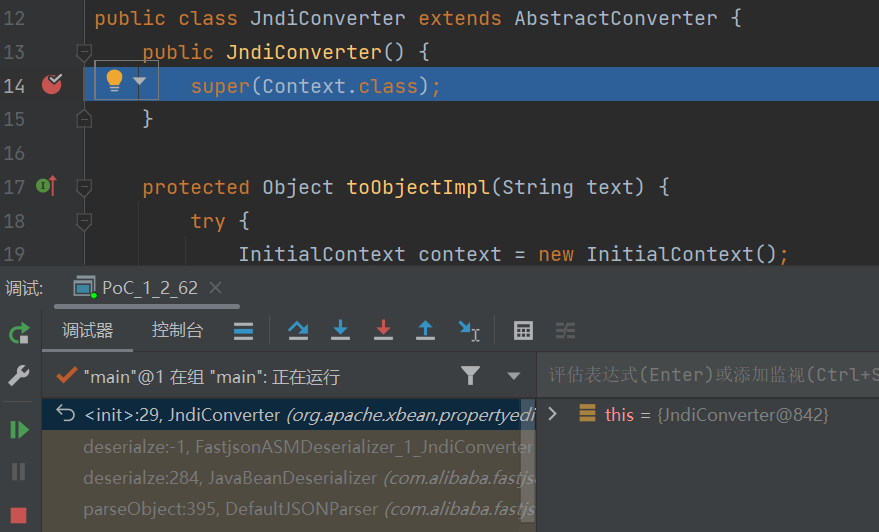 12 public class JndiConverter extends AbstractConverter {
13 public JndiConverter() {
14 super(Context.class);
15 }
16
17 protected Object toObjectImpl(String text) {
18 try {
19 InitialContext context = new InitialContext();
调试: PoC_1_2_62
调试器 控制台
"main"@1 在组 "main": 正在运行
评估表达式(Enter)或添加监视(Ctrl+S
<init>:29, JndiConverter (org.apache.xbean.propertyedi
this = {JndiConverter@842}
deserialze:-1, FastjsonASMDeserializer_1_JndiConverter
deserialze:284, JavaBeanDeserializer (com.alibaba.fastjs
parseObject:395, DefaultJSONParser (com.alibaba.fastjs